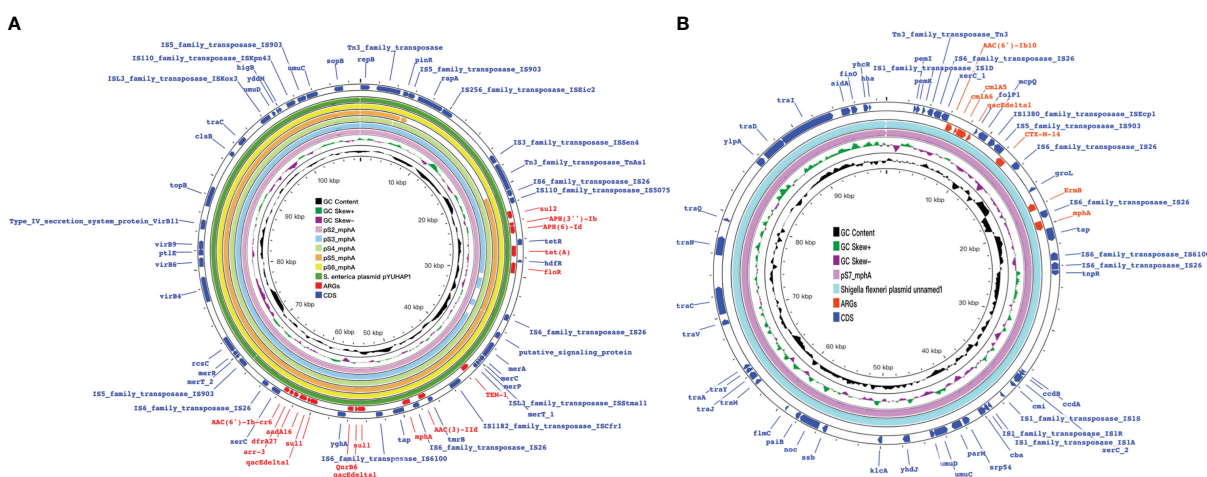 A
B
IS5_family_transposase_IS903
IS110_family_transposase_ISKpn43
higB
yddM
ISL3_family_transposase_ISKox3
umuD
umuC
sopB
repB
Tn3_family_transposase
pinR
IS5_family_transposase_IS903
rapA
IS256_family_transposase_ISEic2
IS3_family_transposase_ISSen4
Tn3_family_transposase_TnAs1
IS6_family_transposase_IS26
IS110_family_transposase_IS5075
sul2
APH(3'')-Ib
APH(6)-Id
tetR
tet(A)
hdfR
floR
IS6_family_transposase_IS26
putative_signaling_protein
merA
merC
merP
TEM-1
ISL3_family_transposase_ISStma11
merT_1
IS1182_family_transposase_ISCfr1
AAC(3)-IId
IS6_family_transposase_IS26
tmrB
mphA
tap
IS6_family_transposase_IS6100
sul1
QnrB6
qacEdelta1
yghA
sul1
qacEdelta1
arr-3
dfrA27
aadA16
AAC(6')-Ib-cr6
xerC
IS6_family_transposase_IS26
IS5_family_transposase_IS903
merT_2
merR
rcsC
virB4
virB6
ptlE
virB9
Type_IV_secretion_system_protein_VirB11
topB
clsB
traC
100 kbp
10 kbp
20 kbp
30 kbp
40 kbp
50 kbp
60 kbp
70 kbp
80 kbp
90 kbp
GC Content
GC Skew+
GC Skew-
pS2_mphA
pS3_mphA
pS4_mphA
pS5_mphA
pS6_mphA
S. enterica plasmid pYUHAP1
ARGs
CDS
Tn3_family_transposase_Tn3
AAC(6')-Ib10
pemI
IS6_family_transposase_IS26
yhcR
IS1_family_transposase_IS1D
finO
hha
pemK
xerC_1
aidA
cmlA5
mcpQ
cmlA6
folP1
qacEdelta1
IS1380_family_transposase_ISEcp1
IS5_family_transposase_IS903
CTX-M-14
IS6_family_transposase_IS26
groL
ErmB
IS6_family_transposase_IS26
mphA
tap
IS6_family_transposase_IS6100
IS6_family_transposase_IS26
tnpR
ccdB
ccdA
cmi
IS1_family_transposase_IS1S
IS1_family_transposase_IS1R
IS1_family_transposase_IS1A
xerC_2
cba
srp54
parM
umuC
umuD
yhdJ
klcA
ssb
noc
psiB
flmC
traM
traJ
traA
traY
traV
traC
traN
traQ
ylpA
traD
traI
10 kbp
20 kbp
30 kbp
40 kbp
50 kbp
60 kbp
70 kbp
80 kbp
90 kbp
GC Content
GC Skew+
GC Skew-
pS7_mphA
Shigella flexneri plasmid unnamed1
ARGs
CDS